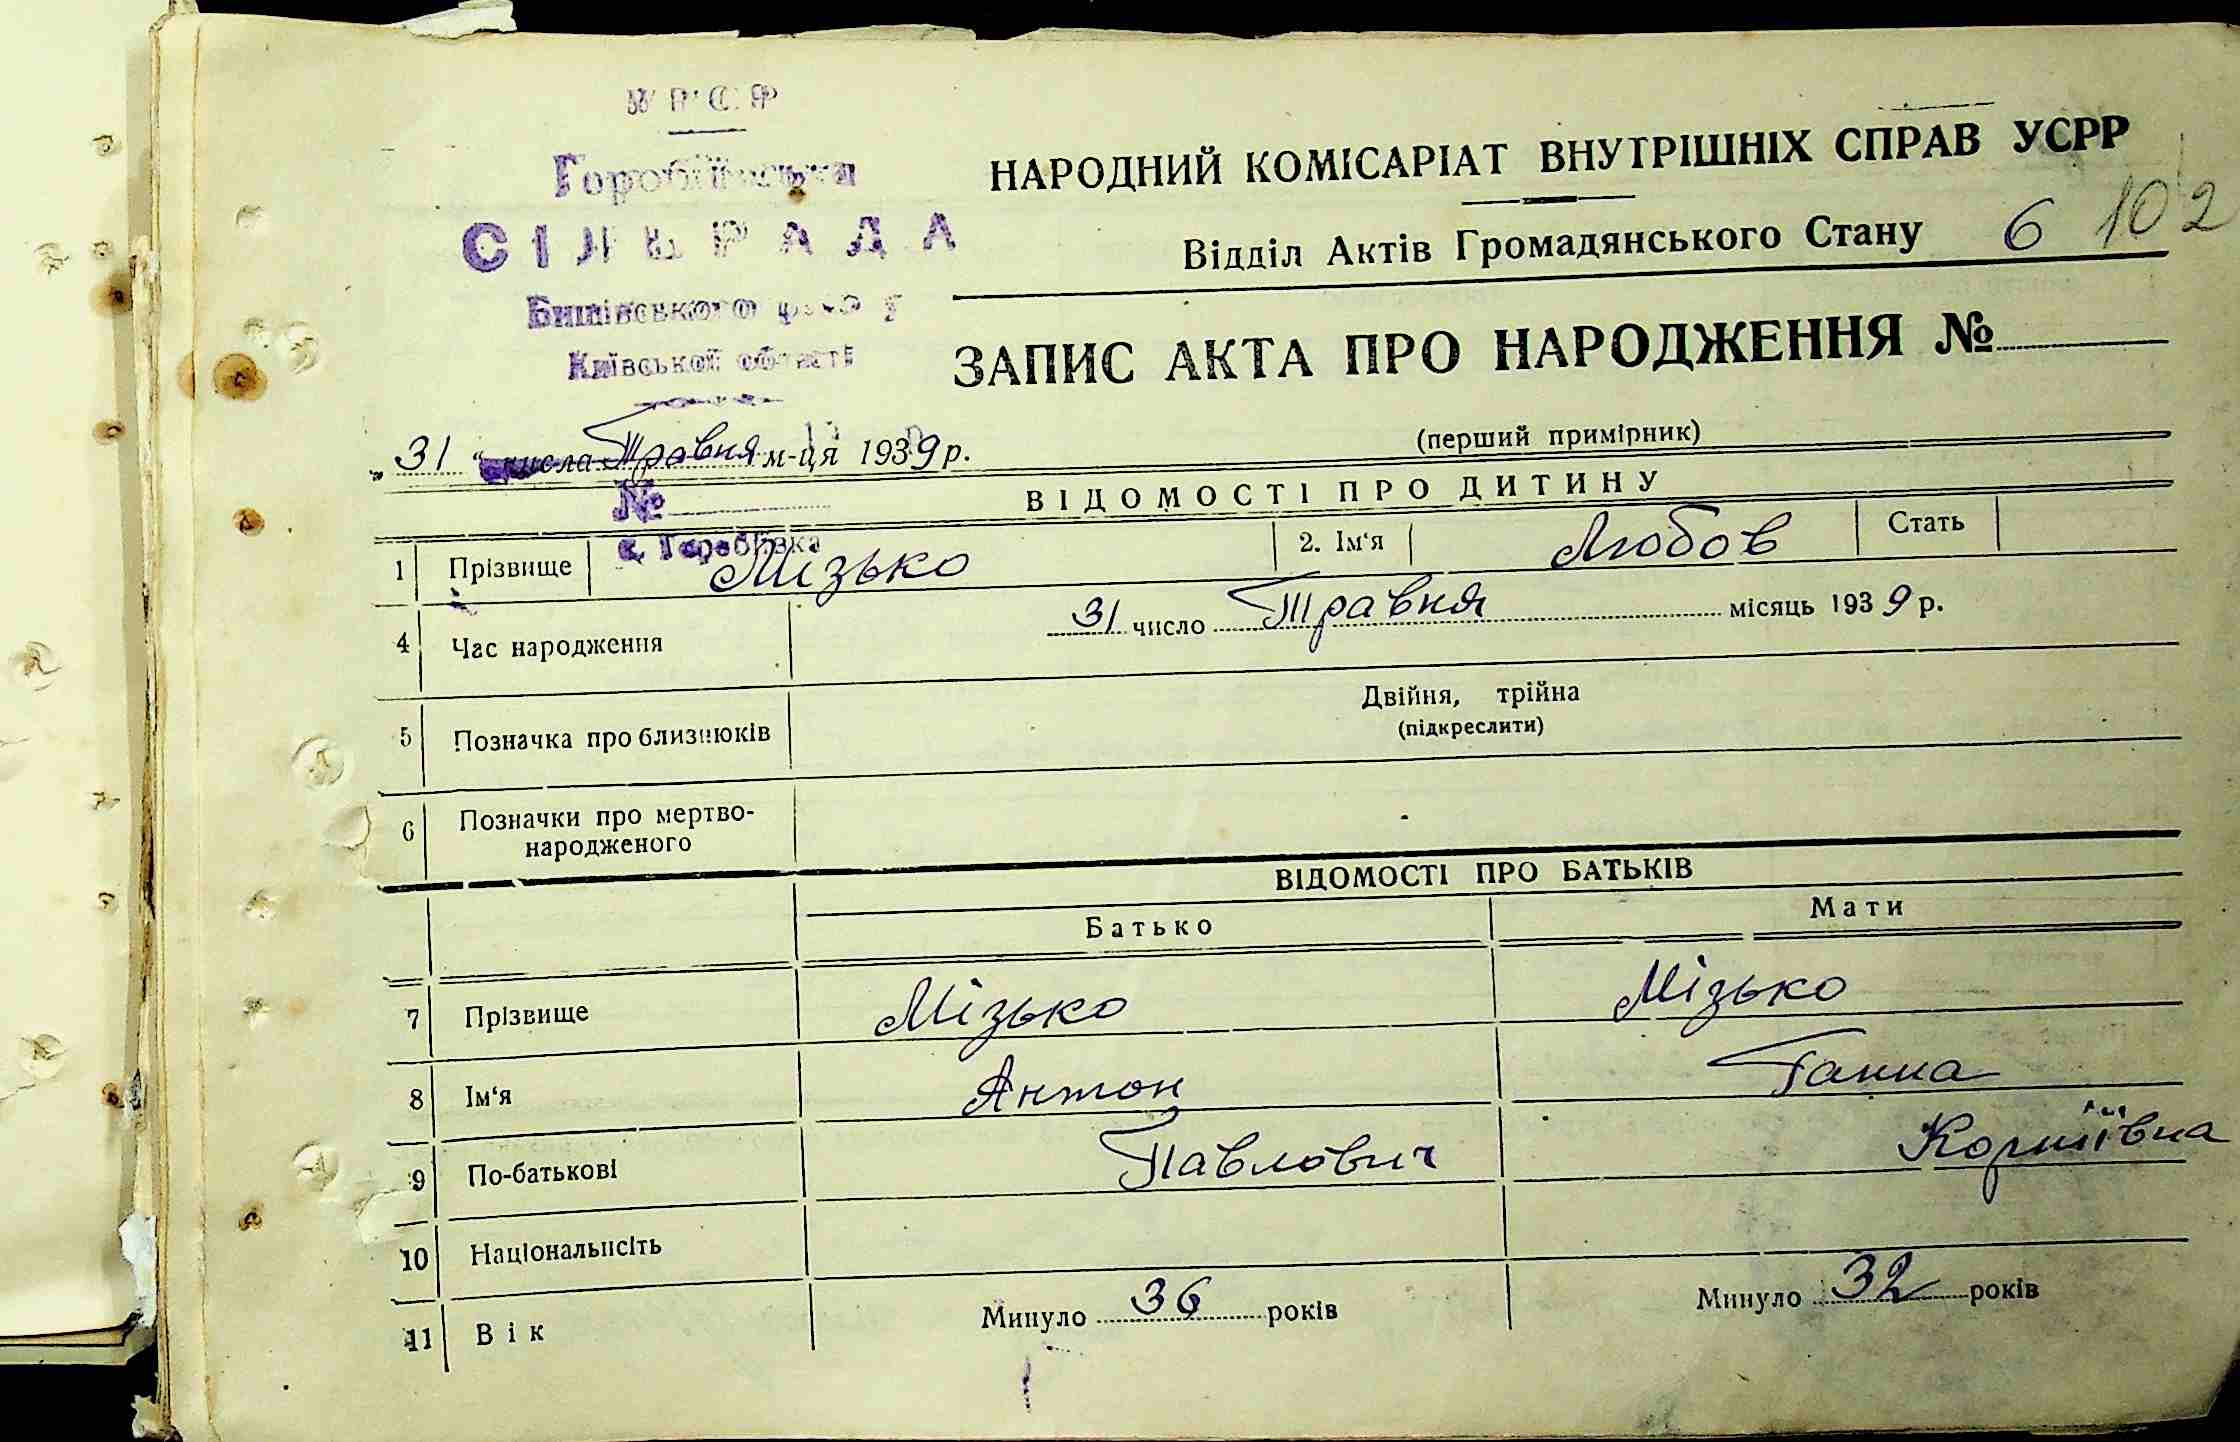 УРСР
Горобіївська
СІЛЬРАДА
Бишівського р-ну
Київської області
НАРОДНИЙ КОМІСАРІАТ ВНУТРІШНІХ СПРАВ УСРР
Відділ Актів Громадянського Стану 6 102
ЗАПИС АКТА ПРО НАРОДЖЕННЯ №
„31“ числа Травня м-ця 1939 р.
(перший примірник)
№
ВІДОМОСТІ ПРО ДИТИНУ
с. Горобіївка
1 Прізвище Мізько 2. Ім‘я Любов Стать
4 Час народження 31 число Травня місяць 1939 р.
5 Позначка про близнюків Двійня, трійна
(підкреслити)
6 Позначки про мертво-
народженого
ВІДОМОСТІ ПРО БАТЬКІВ
Батько Мати
7 Прізвище Мізько Мізько
8 Ім‘я Антон Ганна
9 По-батькові Павлович Корніївна
10 Національність
11 Вік Минуло 36 років Минуло 32 років